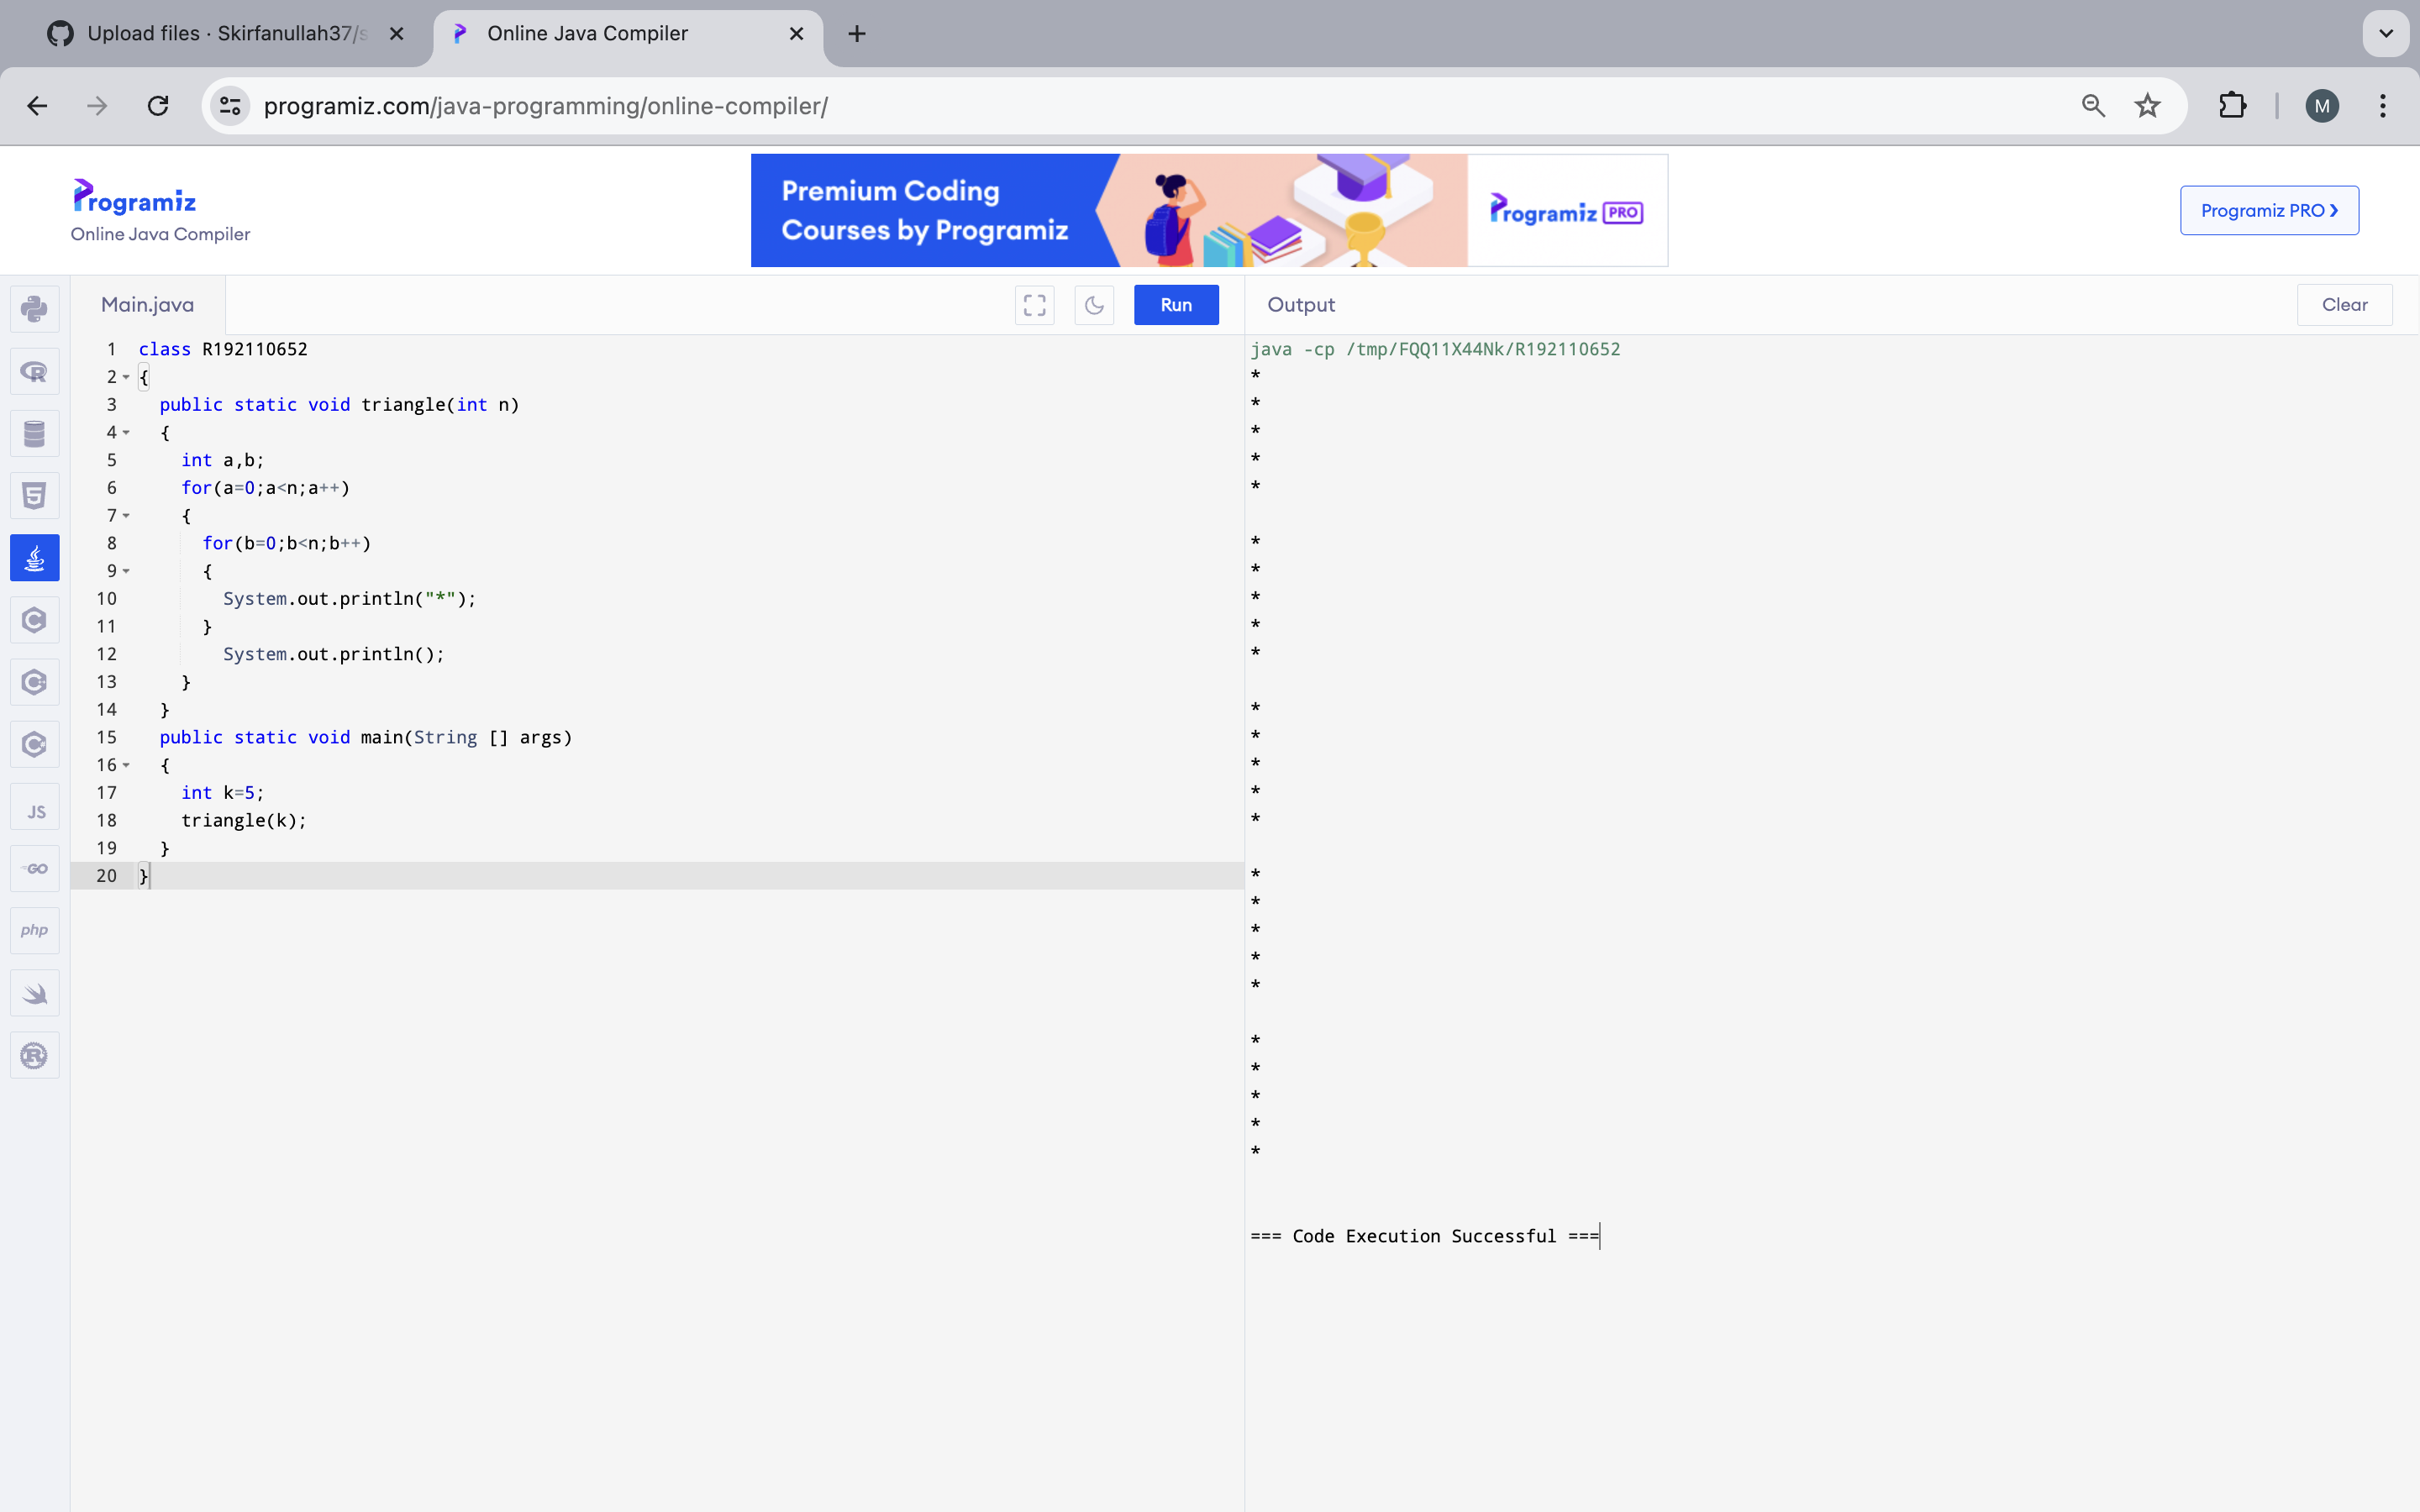 Upload files · Skirfanullah37/s
Online Java Compiler
programiz.com/java-programming/online-compiler/
M
Programiz
Online Java Compiler
Premium Coding
Courses by Programiz
Programiz PRO
Programiz PRO ❯
Main.java
Run
Output
Clear
1 class R192110652
2 {
3   public static void triangle(int n)
4   {
5     int a,b;
6     for(a=0;a<n;a++)
7     {
8       for(b=0;b<n;b++)
9       {
10         System.out.println("*");
11       }
12         System.out.println();
13     }
14   }
15   public static void main(String [] args)
16   {
17     int k=5;
18     triangle(k);
19   }
20 }
R
5
C
C
C
JS
GO
php
R
java -cp /tmp/FQQ11X44Nk/R192110652
*
*
*
*
*

*
*
*
*
*

*
*
*
*
*

*
*
*
*
*

*
*
*
*
*

=== Code Execution Successful ===